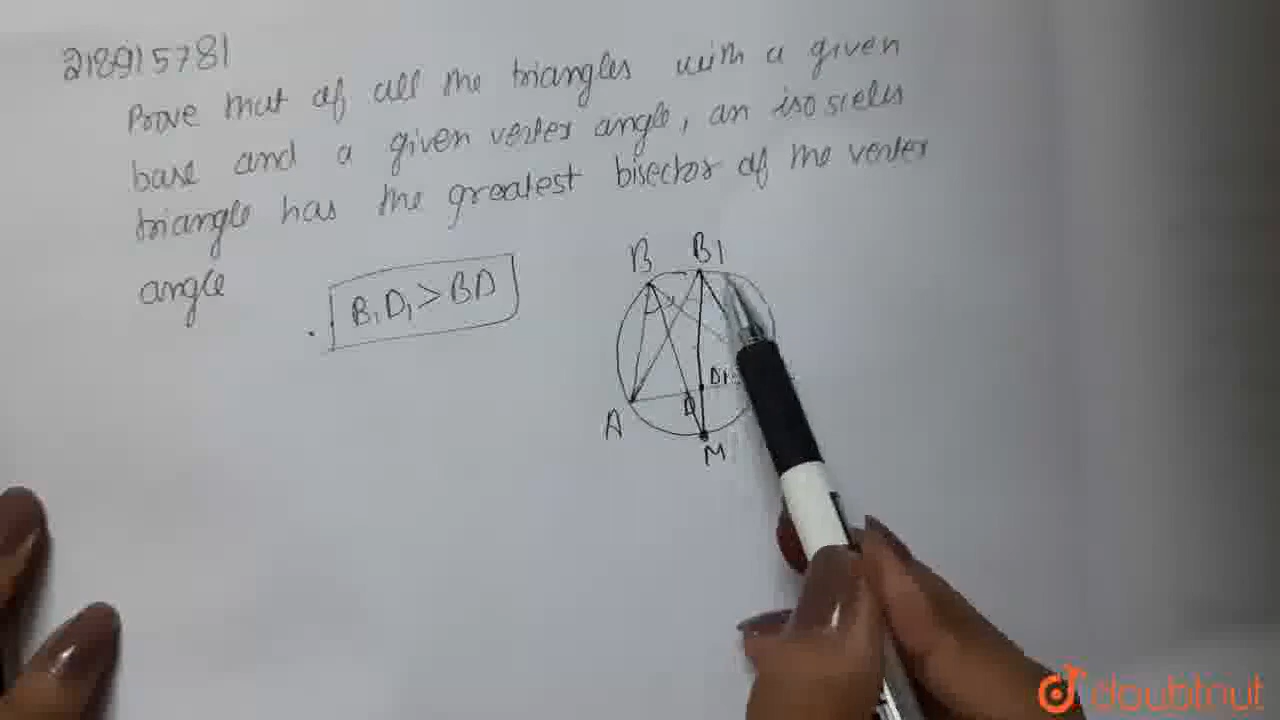 218915781
Prove that of all the triangles with a given
base and a given vertex angle, an isosceles
triangle has the greatest bisector of the vertex
angle
B1D1 > BD
B B1
D1
A D
M
doubtnut